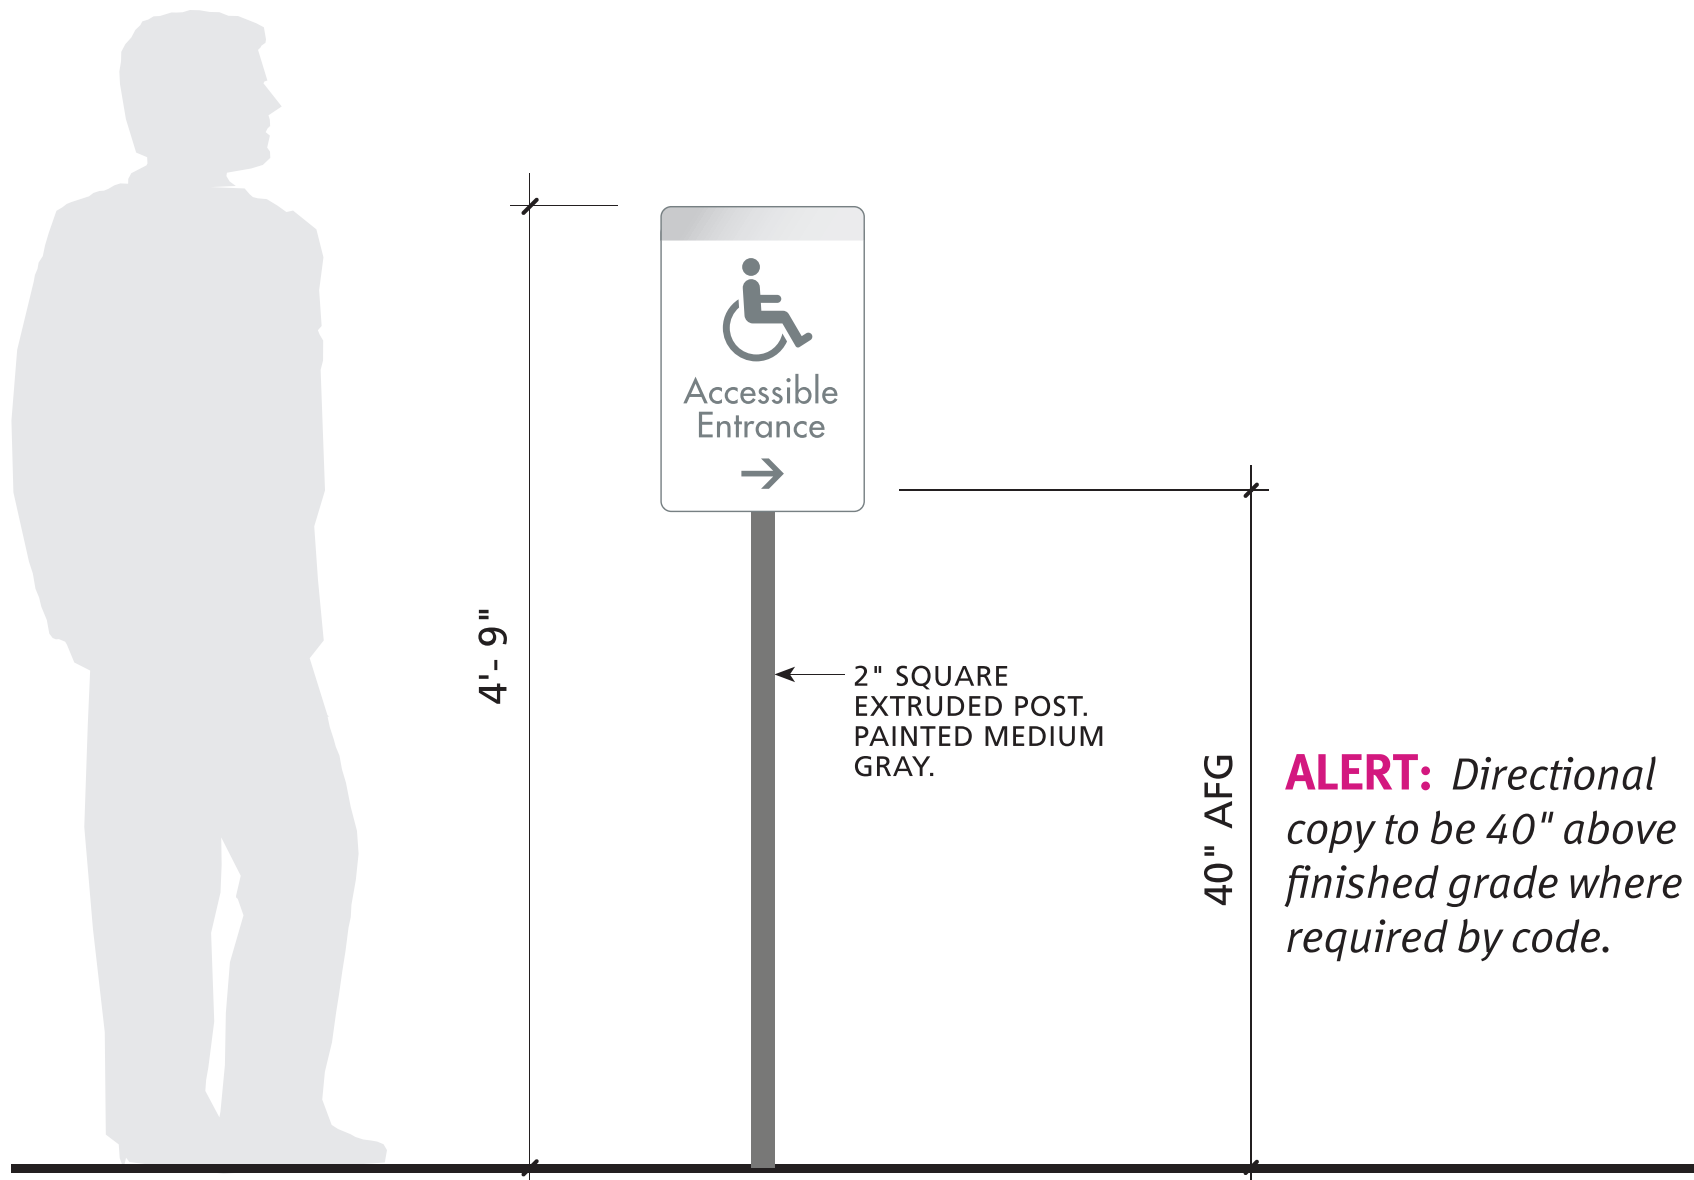 Accessible
Entrance
4'- 9"
2" SQUARE
EXTRUDED POST.
PAINTED MEDIUM
GRAY.
40" AFG
ALERT: Directional
copy to be 40" above
finished grade where
required by code.